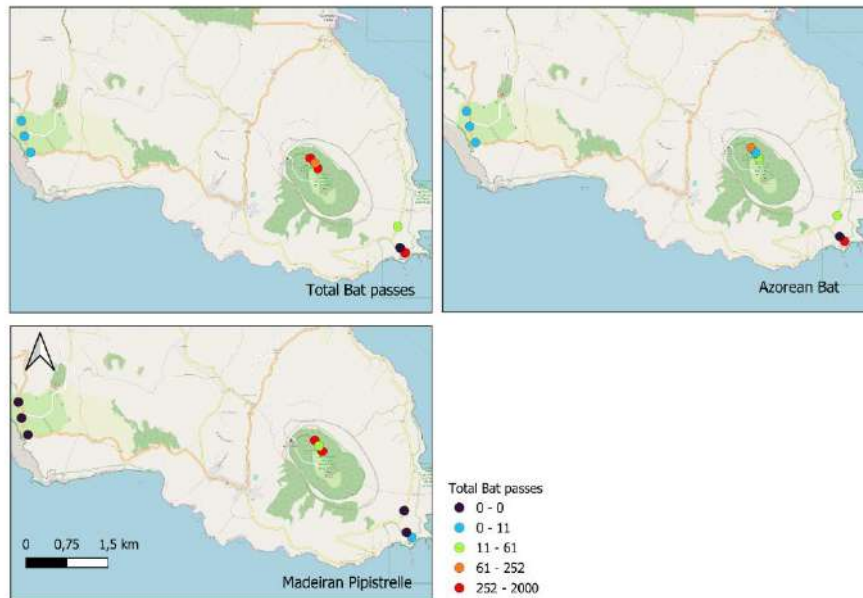 Total Bat passes
Azorean Bat
0 0,75 1,5 km
Madeiran Pipistrelle
Total Bat passes
0 - 0
0 - 11
11 - 61
61 - 252
252 - 2000